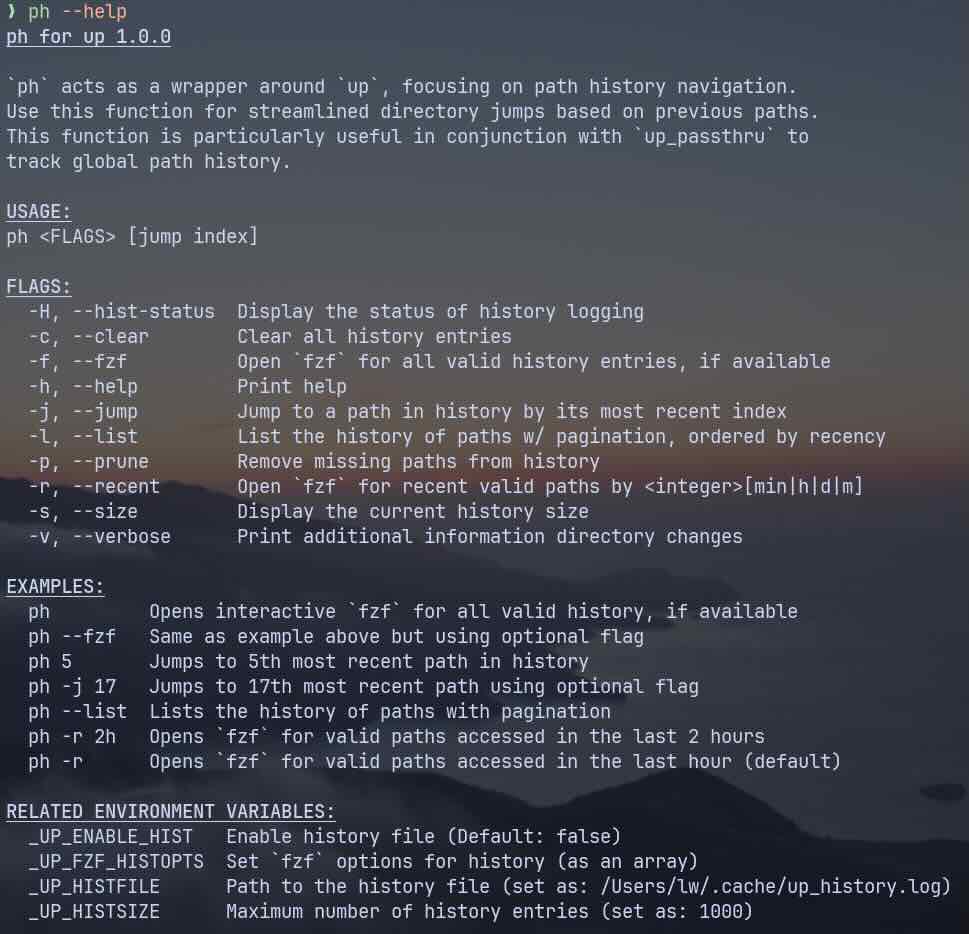 ❯ ph --help
ph for up 1.0.0

`ph` acts as a wrapper around `up`, focusing on path history navigation.
Use this function for streamlined directory jumps based on previous paths.
This function is particularly useful in conjunction with `up_passthru` to
track global path history.

USAGE:
ph <FLAGS> [jump index]

FLAGS:
  -H, --hist-status  Display the status of history logging
  -c, --clear        Clear all history entries
  -f, --fzf          Open `fzf` for all valid history entries, if available
  -h, --help         Print help
  -j, --jump         Jump to a path in history by its most recent index
  -l, --list         List the history of paths w/ pagination, ordered by recency
  -p, --prune        Remove missing paths from history
  -r, --recent       Open `fzf` for recent valid paths by <integer>[min|h|d|m]
  -s, --size         Display the current history size
  -v, --verbose      Print additional information directory changes

EXAMPLES:
  ph         Opens interactive `fzf` for all valid history, if available
  ph --fzf   Same as example above but using optional flag
  ph 5       Jumps to 5th most recent path in history
  ph -j 17   Jumps to 17th most recent path using optional flag
  ph --list  Lists the history of paths with pagination
  ph -r 2h   Opens `fzf` for valid paths accessed in the last 2 hours
  ph -r      Opens `fzf` for valid paths accessed in the last hour (default)

RELATED ENVIRONMENT VARIABLES:
  _UP_ENABLE_HIST   Enable history file (Default: false)
  _UP_FZF_HISTOPTS  Set `fzf` options for history (as an array)
  _UP_HISTFILE      Path to the history file (set as: /Users/lw/.cache/up_history.log)
  _UP_HISTSIZE      Maximum number of history entries (set as: 1000)